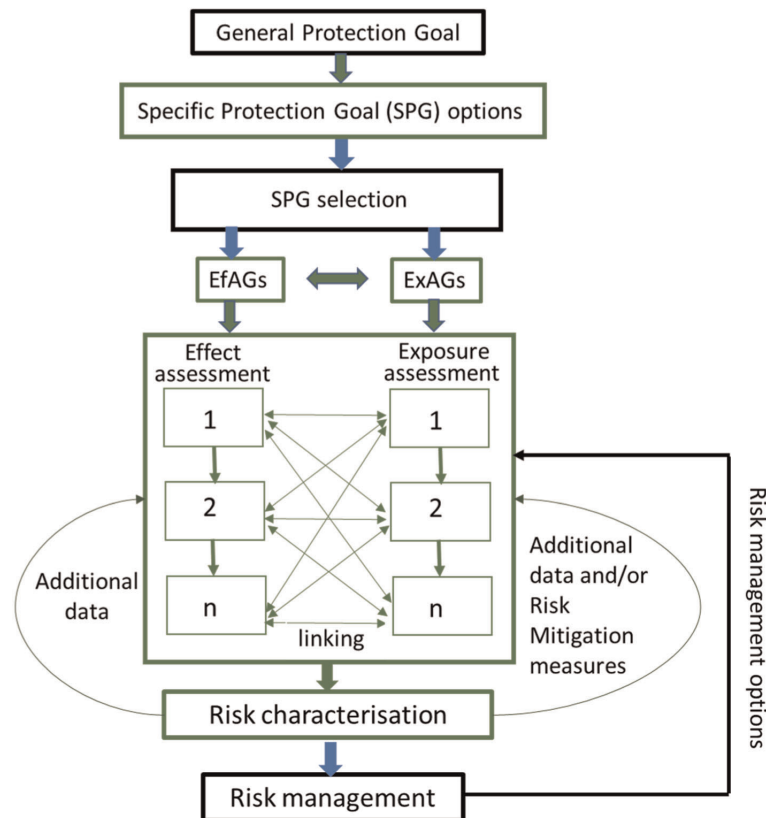 General Protection Goal
Specific Protection Goal (SPG) options
SPG selection
EfAGs
ExAGs
Effect
assessment
Exposure
assessment
1
1
2
2
n
n
linking
Additional
data
Additional
data and/or
Risk
Mitigation
measures
Risk management options
Risk characterisation
Risk management